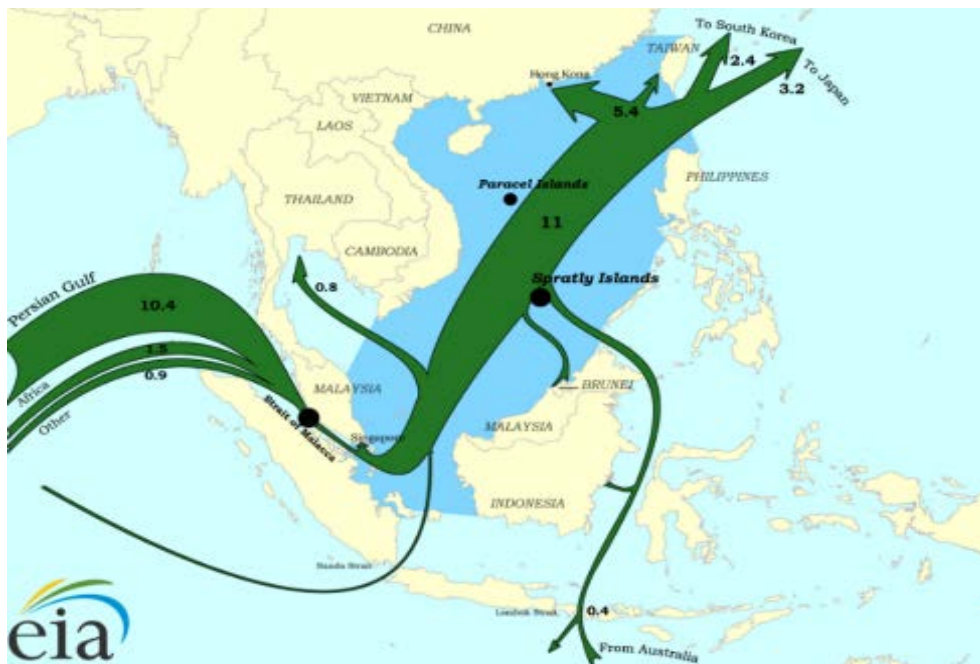 CHINA
To South Korea
TAIWAN
2.4
To Japan
3.2
Hong Kong
5.4
VIETNAM
LAOS
Paracel Islands
PHILIPPINES
THAILAND
11
CAMBODIA
Spratly Islands
Persian Gulf
0.8
10.4
1.5
0.9
Africa
Other
MALAYSIA
BRUNEI
Strait of Malacca
Singapore
MALAYSIA
INDONESIA
Sunda Strait
Lombok Strait
0.4
From Australia
eia